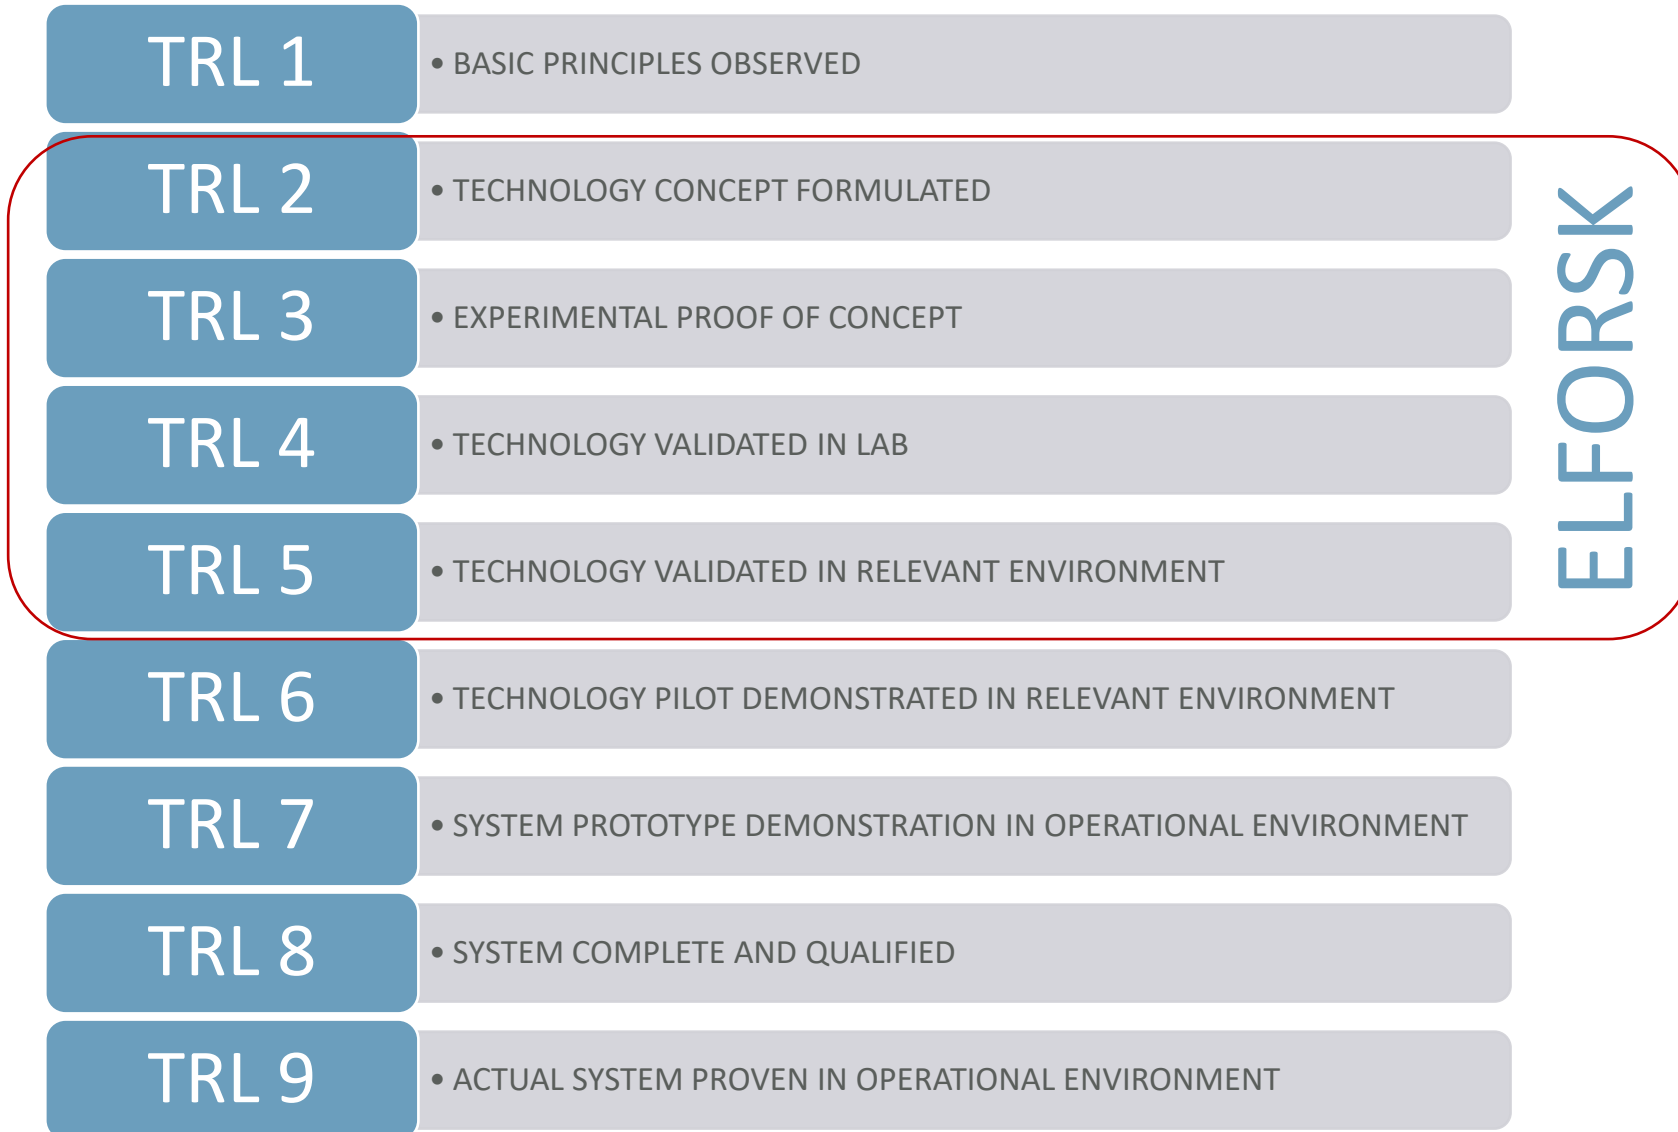 TRL 1
• BASIC PRINCIPLES OBSERVED
TRL 2
• TECHNOLOGY CONCEPT FORMULATED
TRL 3
• EXPERIMENTAL PROOF OF CONCEPT
TRL 4
• TECHNOLOGY VALIDATED IN LAB
TRL 5
• TECHNOLOGY VALIDATED IN RELEVANT ENVIRONMENT
ELFORSK
TRL 6
• TECHNOLOGY PILOT DEMONSTRATED IN RELEVANT ENVIRONMENT
TRL 7
• SYSTEM PROTOTYPE DEMONSTRATION IN OPERATIONAL ENVIRONMENT
TRL 8
• SYSTEM COMPLETE AND QUALIFIED
TRL 9
• ACTUAL SYSTEM PROVEN IN OPERATIONAL ENVIRONMENT